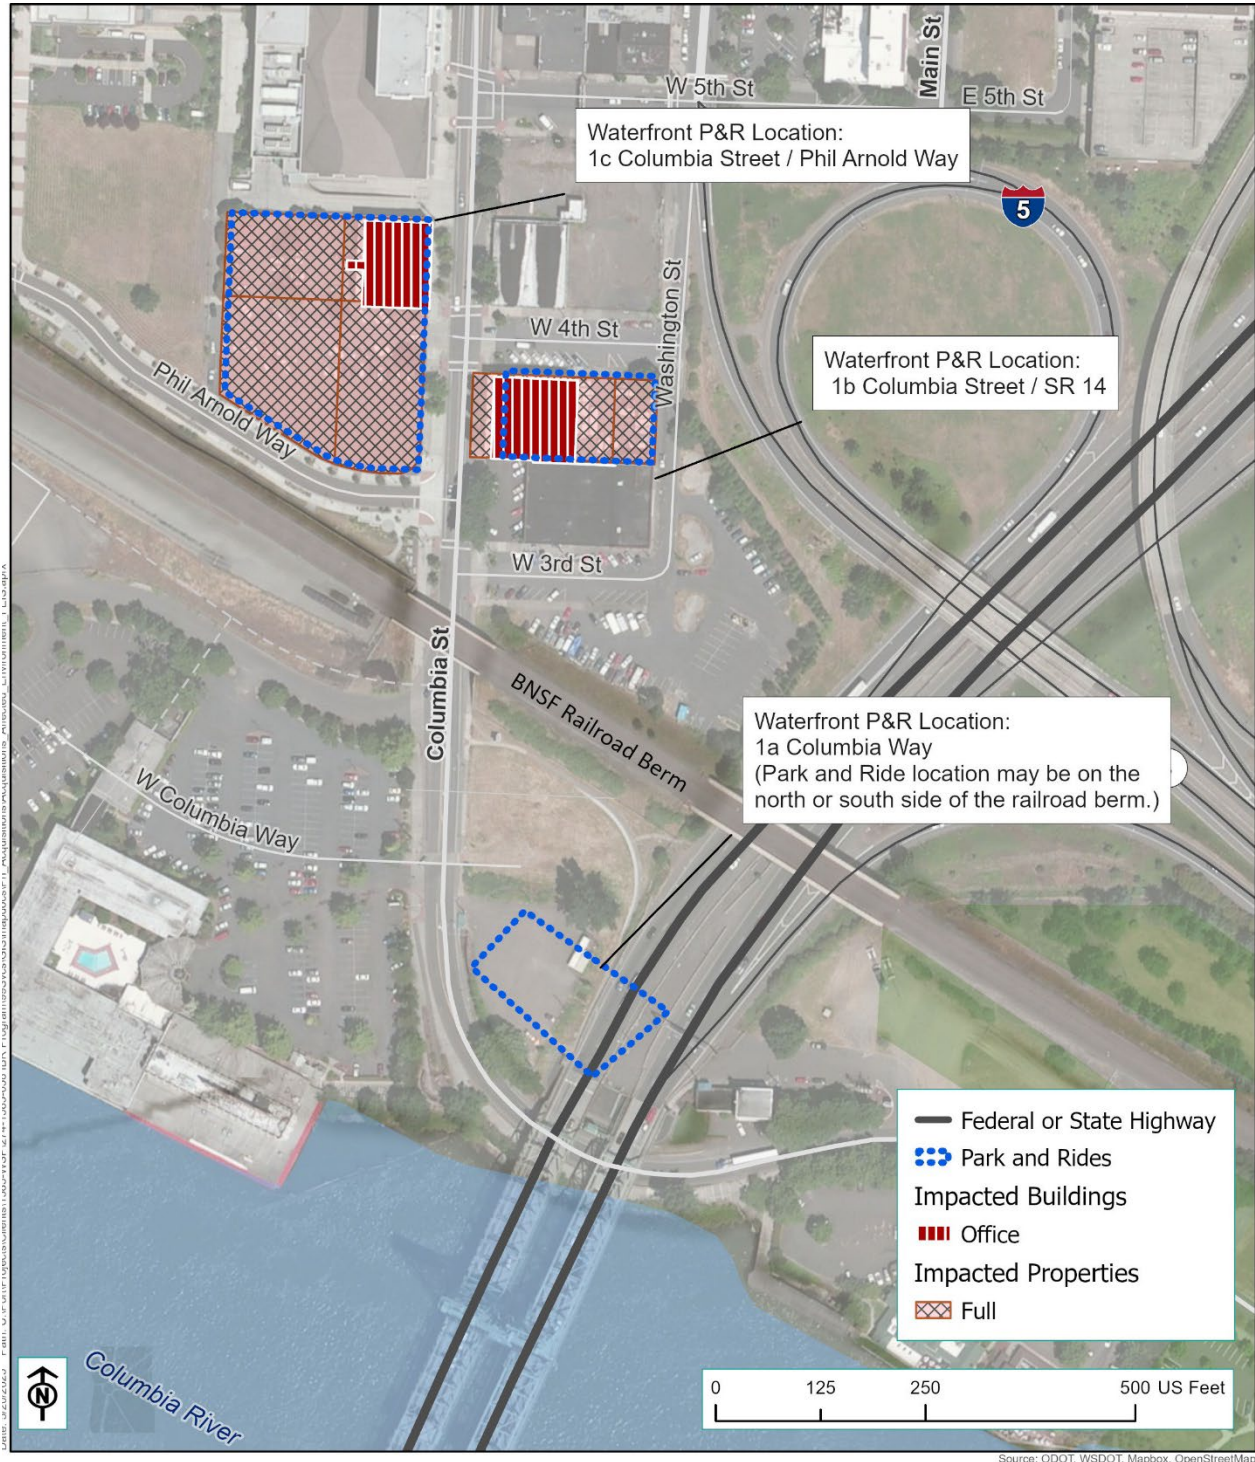 W 5th St
Main St
E 5th St
Waterfront P&R Location:
1c Columbia Street / Phil Arnold Way
5
Washington St
W 4th St
Waterfront P&R Location:
1b Columbia Street / SR 14
Phil Arnold Way
W 3rd St
Columbia St
BNSF Railroad Berm
Waterfront P&R Location:
1a Columbia Way
(Park and Ride location may be on the
north or south side of the railroad berm.)
W Columbia Way
Federal or State Highway
Park and Rides
Impacted Buildings
Office
Impacted Properties
Full
N
Columbia River
0 125 250 500 US Feet
Source: ODOT, WSDOT, Mapbox, OpenStreetMap